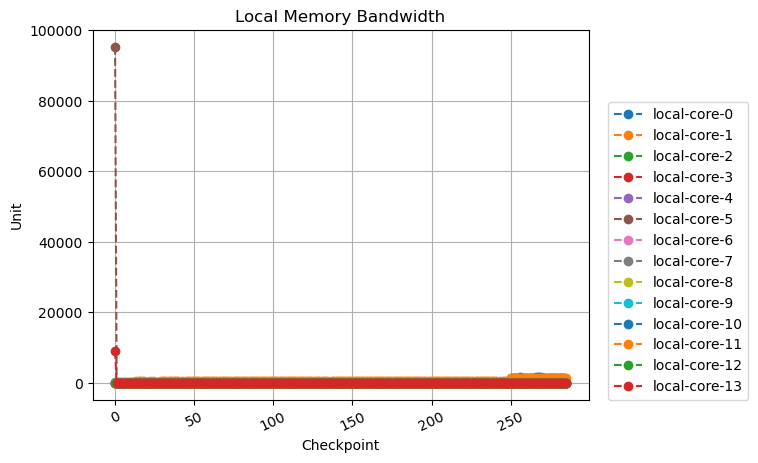 Local Memory Bandwidth
100000
80000
60000
40000
20000
0
Unit
0
50
100
150
200
250
Checkpoint
local-core-0
local-core-1
local-core-2
local-core-3
local-core-4
local-core-5
local-core-6
local-core-7
local-core-8
local-core-9
local-core-10
local-core-11
local-core-12
local-core-13